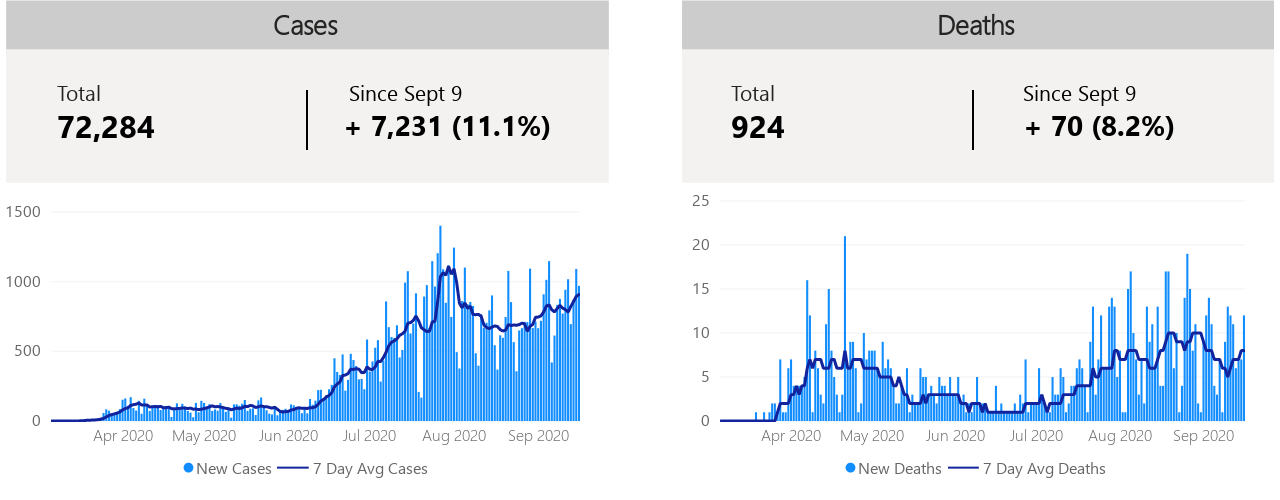 Cases
Total
72,284
Since Sept 9
+ 7,231 (11.1%)
1500
1000
500
0
Apr 2020 May 2020 Jun 2020 Jul 2020 Aug 2020 Sep 2020
New Cases 7 Day Avg Cases
Deaths
Total
924
Since Sept 9
+ 70 (8.2%)
25
20
15
10
5
0
Apr 2020 May 2020 Jun 2020 Jul 2020 Aug 2020 Sep 2020
New Deaths 7 Day Avg Deaths